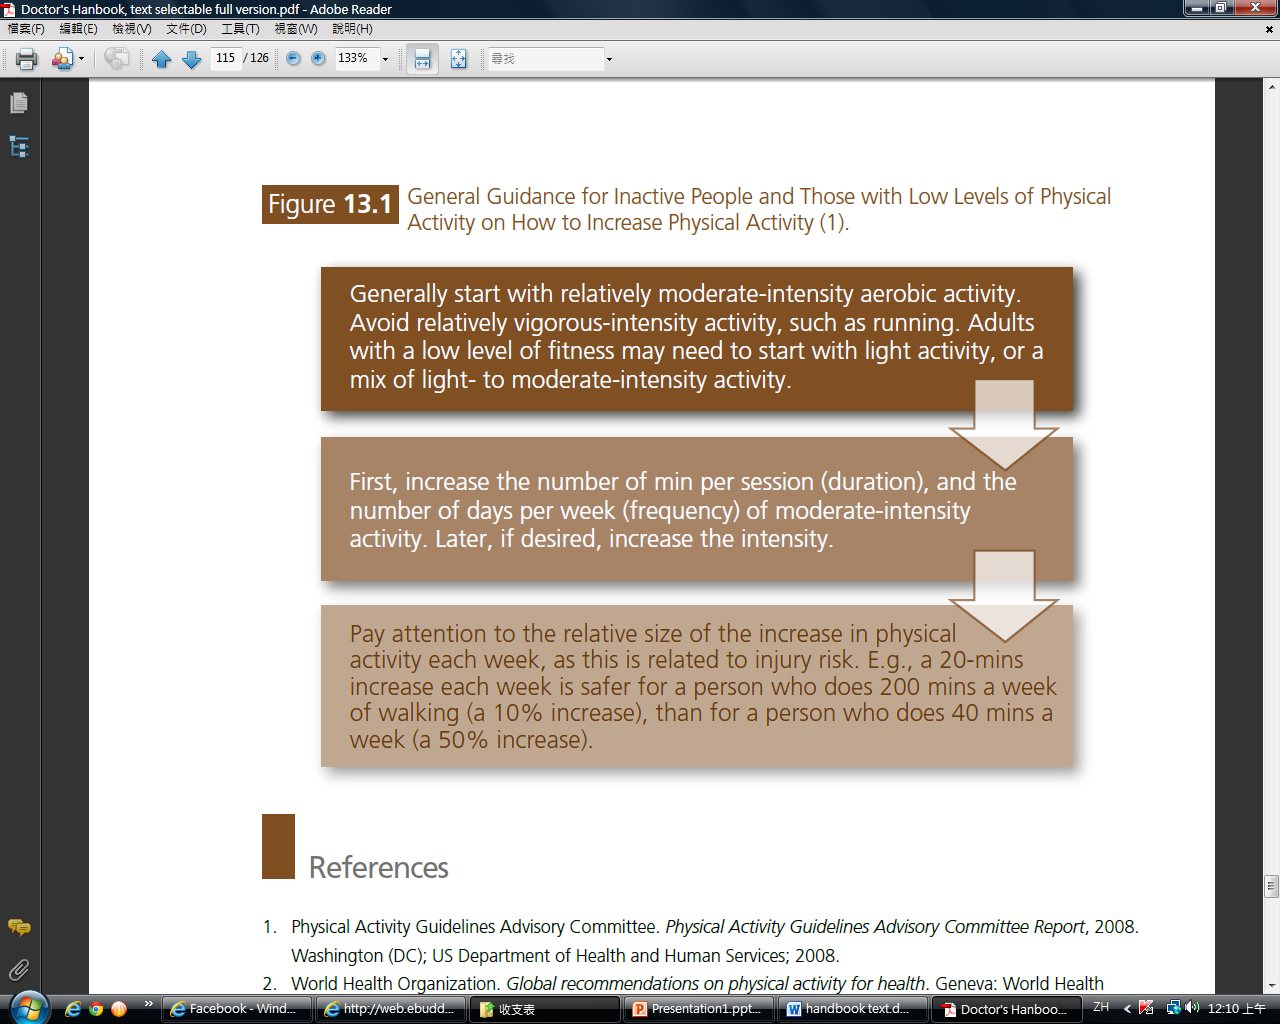 Doctor's Hanbook, text selectable full version.pdf - Adobe Reader
檔案(F) 編輯(E) 檢視(V) 文件(D) 工具(T) 視窗(W) 說明(H)
115 / 126 133% 尋找
Figure 13.1
General Guidance for Inactive People and Those with Low Levels of Physical
Activity on How to Increase Physical Activity (1).
Generally start with relatively moderate-intensity aerobic activity.
Avoid relatively vigorous-intensity activity, such as running. Adults
with a low level of fitness may need to start with light activity, or a
mix of light- to moderate-intensity activity.
First, increase the number of min per session (duration), and the
number of days per week (frequency) of moderate-intensity
activity. Later, if desired, increase the intensity.
Pay attention to the relative size of the increase in physical
activity each week, as this is related to injury risk. E.g., a 20-mins
increase each week is safer for a person who does 200 mins a week
of walking (a 10% increase), than for a person who does 40 mins a
week (a 50% increase).
References
1. Physical Activity Guidelines Advisory Committee. Physical Activity Guidelines Advisory Committee Report, 2008.
Washington (DC); US Department of Health and Human Services; 2008.
2. World Health Organization. Global recommendations on physical activity for health. Geneva: World Health
Facebook - Wind... http://web.ebudd... 收支表 Presentation1.ppt... handbook text.d... Doctor's Hanboo... ZH 12:10 上午